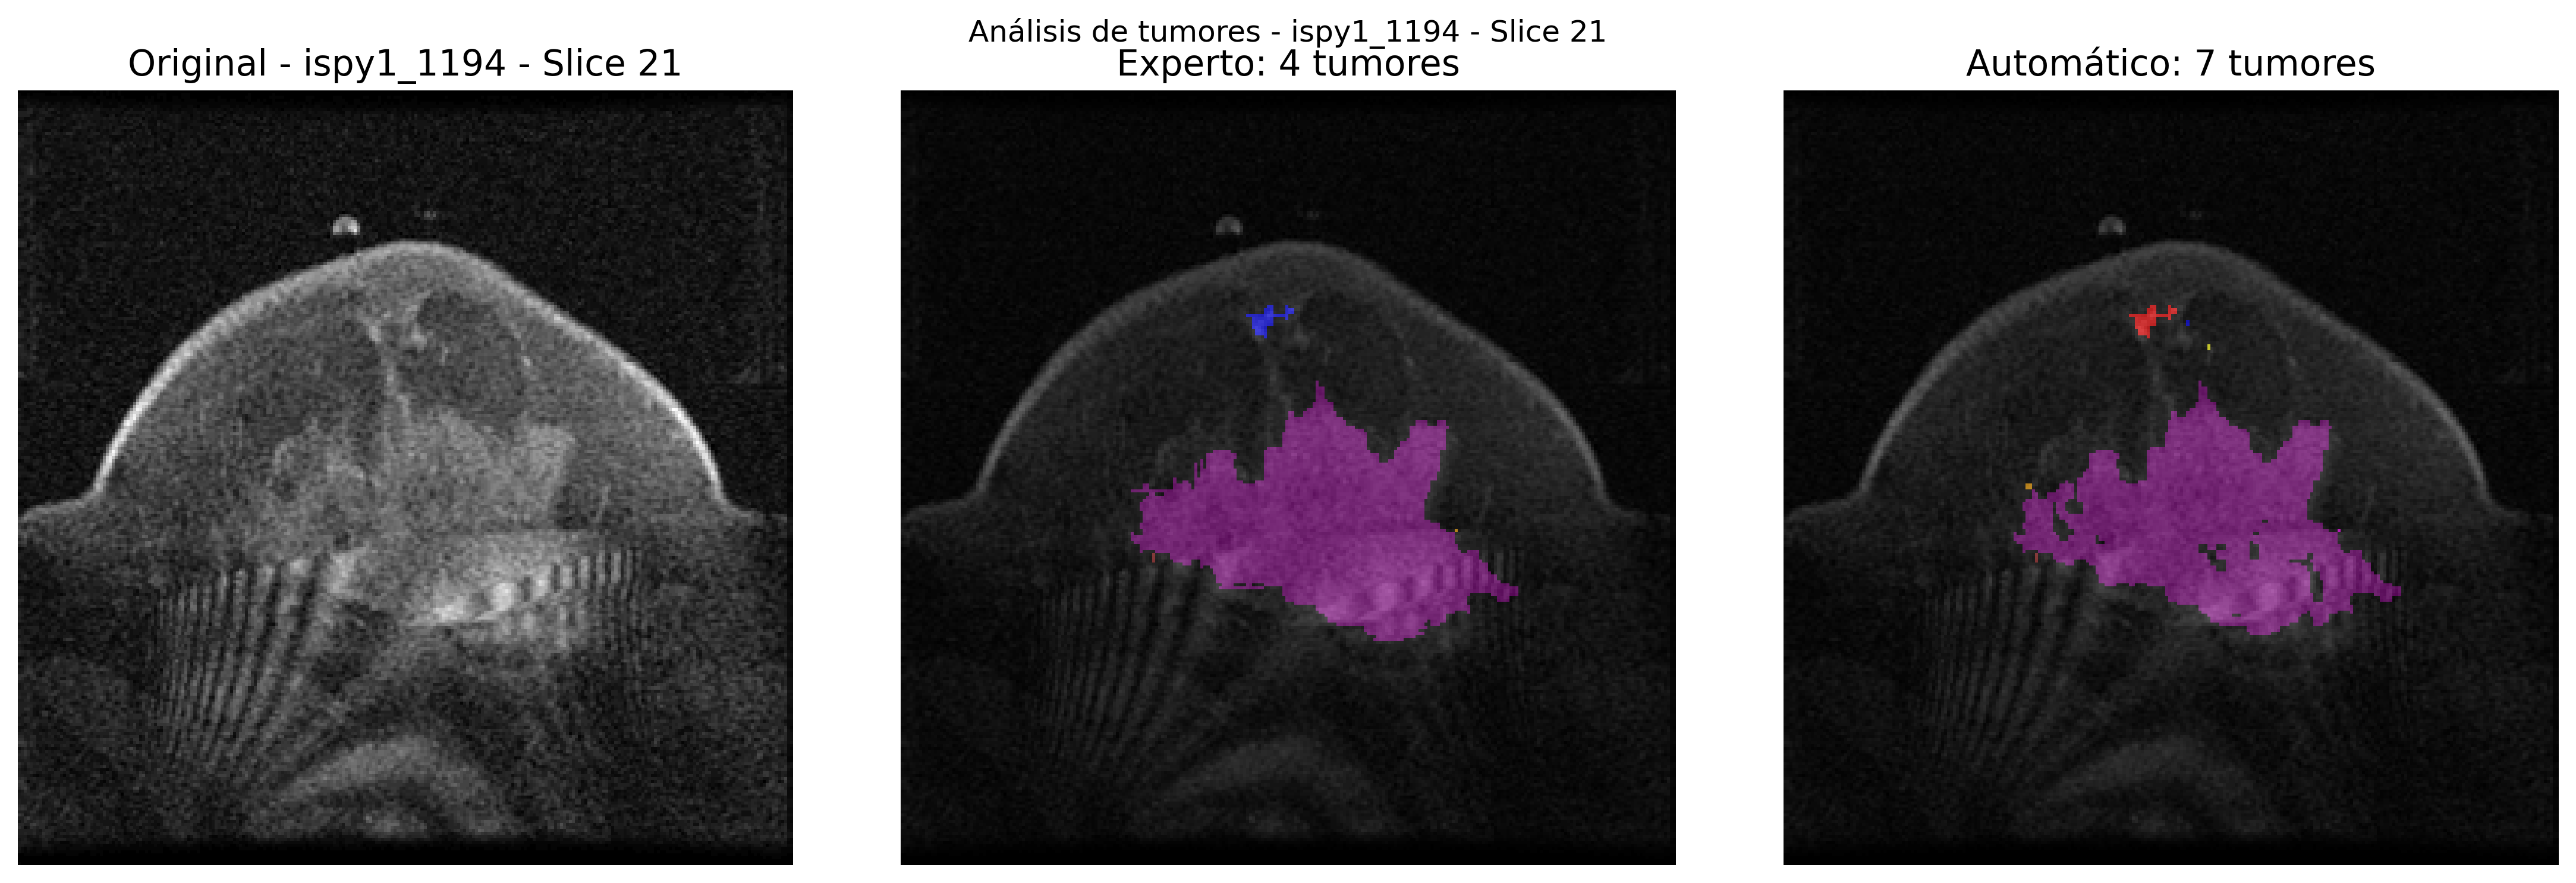 Análisis de tumores - ispy1_1194 - Slice 21
Original - ispy1_1194 - Slice 21
Experto: 4 tumores
Automático: 7 tumores